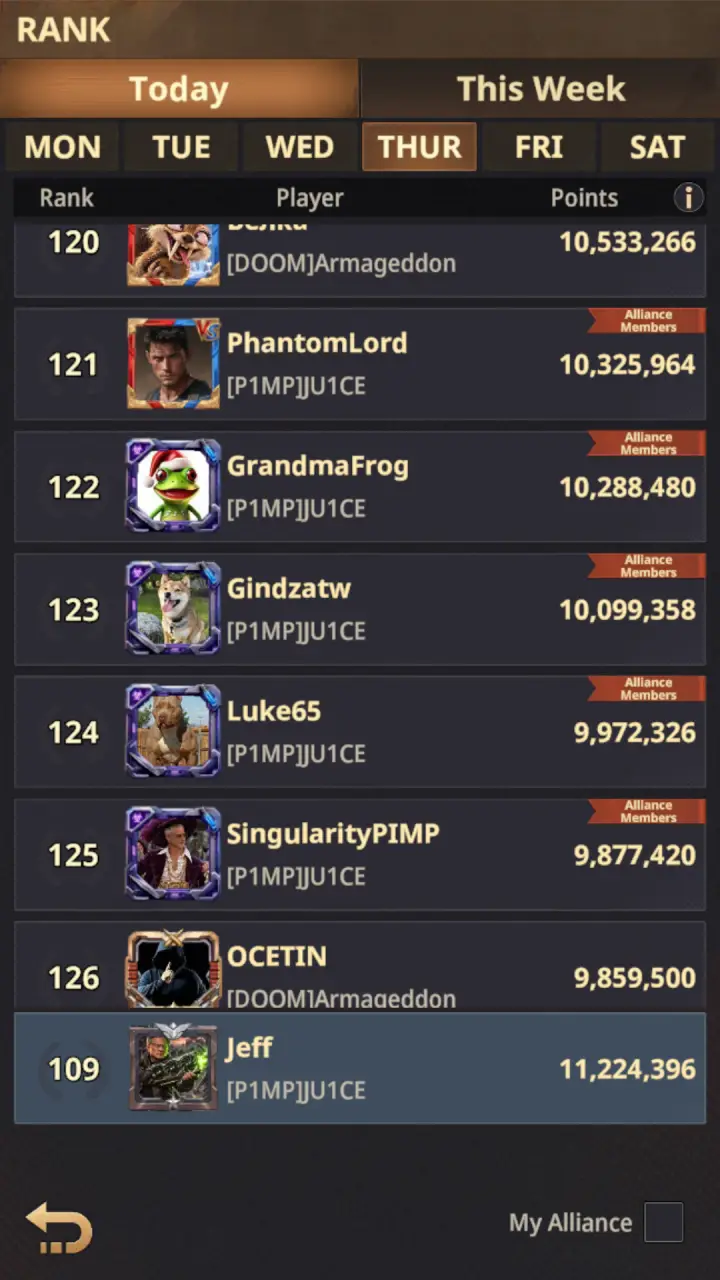 RANK
Today
This Week
MON
TUE
WED
THUR
FRI
SAT
Rank
Player
Points
120
[DOOM]Armageddon
10,533,266
Alliance
Members
121
PhantomLord
[P1MP]JU1CE
10,325,964
Alliance
Members
122
GrandmaFrog
[P1MP]JU1CE
10,288,480
Alliance
Members
123
Gindzatw
[P1MP]JU1CE
10,099,358
Alliance
Members
124
Luke65
[P1MP]JU1CE
9,972,326
Alliance
Members
125
SingularityPIMP
[P1MP]JU1CE
9,877,420
126
OCETIN
[DOOM]Armageddon
9,859,500
109
Jeff
[P1MP]JU1CE
11,224,396
My Alliance